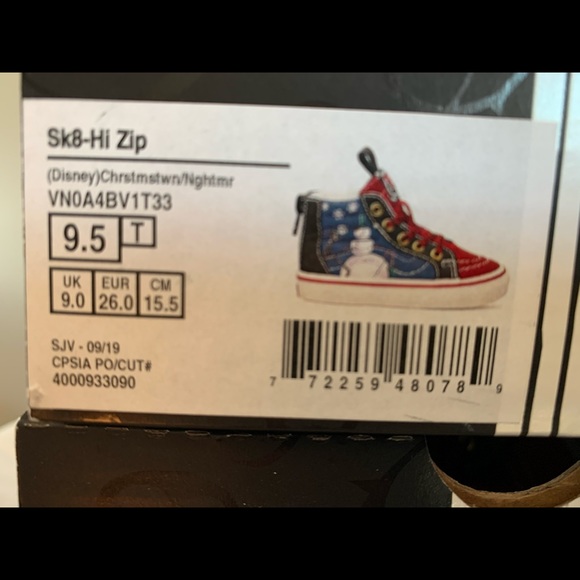 Sk8-Hi Zip
(Disney)Chrstmstwn/Nghtmr
VN0A4BV1T33
9.5 T
UK EUR CM
9.0 26.0 15.5
SJV - 09/19
CPSIA PO/CUT#
4000933090
7 72259 48078 9